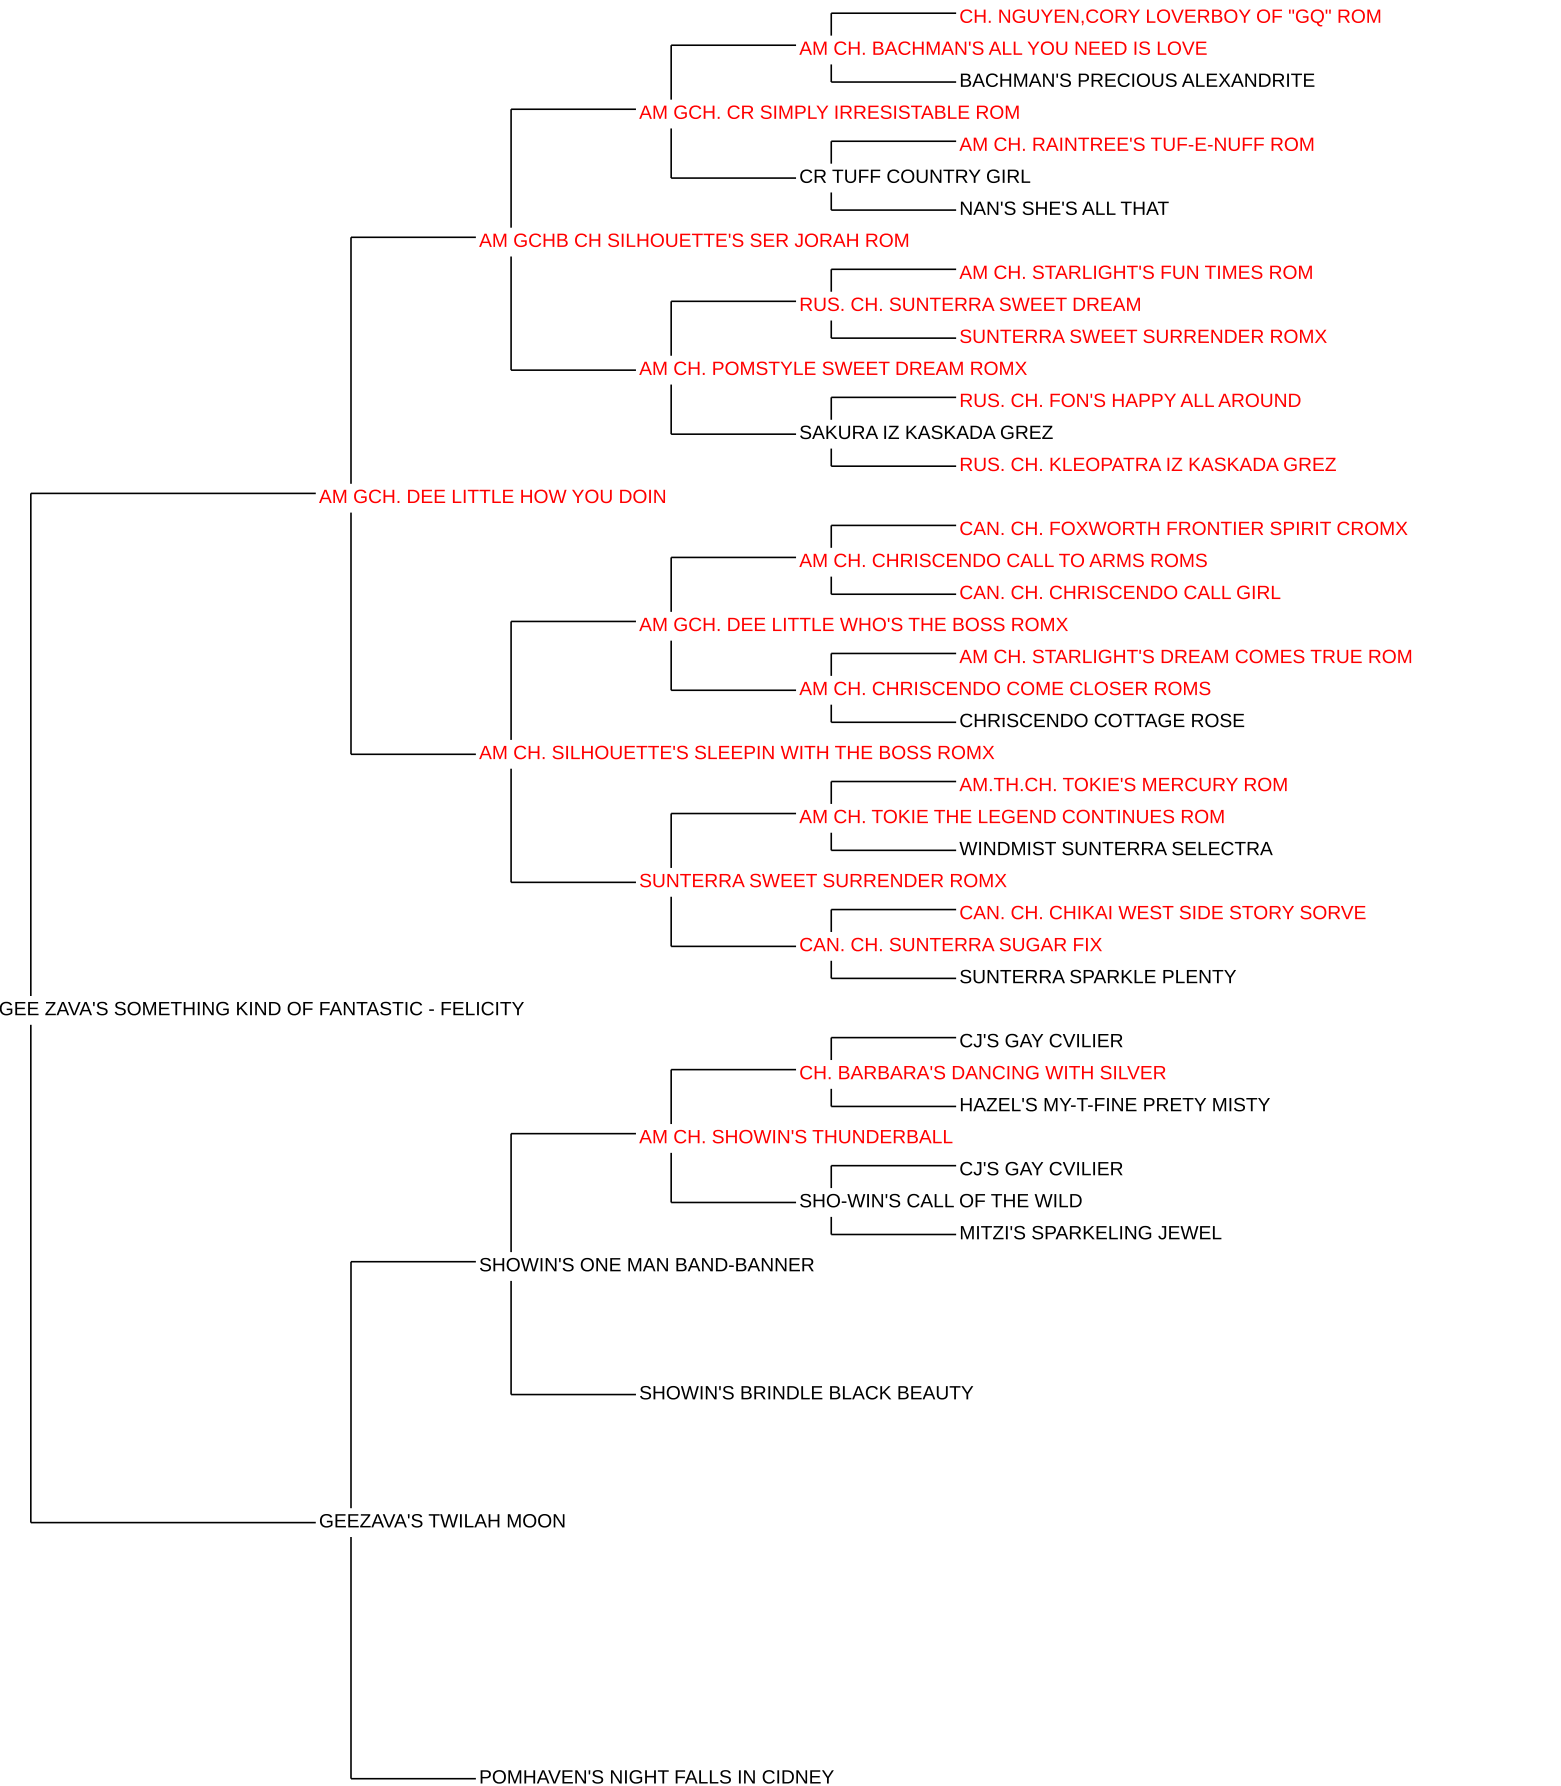 CH. NGUYEN,CORY LOVERBOY OF "GQ" ROM
AM CH. BACHMAN'S ALL YOU NEED IS LOVE
BACHMAN'S PRECIOUS ALEXANDRITE
AM GCH. CR SIMPLY IRRESISTABLE ROM
AM CH. RAINTREE'S TUF-E-NUFF ROM
CR TUFF COUNTRY GIRL
NAN'S SHE'S ALL THAT
AM GCHB CH SILHOUETTE'S SER JORAH ROM
AM CH. STARLIGHT'S FUN TIMES ROM
RUS. CH. SUNTERRA SWEET DREAM
SUNTERRA SWEET SURRENDER ROMX
AM CH. POMSTYLE SWEET DREAM ROMX
RUS. CH. FON'S HAPPY ALL AROUND
SAKURA IZ KASKADA GREZ
RUS. CH. KLEOPATRA IZ KASKADA GREZ
AM GCH. DEE LITTLE HOW YOU DOIN
CAN. CH. FOXWORTH FRONTIER SPIRIT CROMX
AM CH. CHRISCENDO CALL TO ARMS ROMS
CAN. CH. CHRISCENDO CALL GIRL
AM GCH. DEE LITTLE WHO'S THE BOSS ROMX
AM CH. STARLIGHT'S DREAM COMES TRUE ROM
AM CH. CHRISCENDO COME CLOSER ROMS
CHRISCENDO COTTAGE ROSE
AM CH. SILHOUETTE'S SLEEPIN WITH THE BOSS ROMX
AM.TH.CH. TOKIE'S MERCURY ROM
AM CH. TOKIE THE LEGEND CONTINUES ROM
WINDMIST SUNTERRA SELECTRA
SUNTERRA SWEET SURRENDER ROMX
CAN. CH. CHIKAI WEST SIDE STORY SORVE
CAN. CH. SUNTERRA SUGAR FIX
SUNTERRA SPARKLE PLENTY
GEE ZAVA'S SOMETHING KIND OF FANTASTIC - FELICITY
CJ'S GAY CVILIER
CH. BARBARA'S DANCING WITH SILVER
HAZEL'S MY-T-FINE PRETY MISTY
AM CH. SHOWIN'S THUNDERBALL
CJ'S GAY CVILIER
SHO-WIN'S CALL OF THE WILD
MITZI'S SPARKELING JEWEL
SHOWIN'S ONE MAN BAND-BANNER
SHOWIN'S BRINDLE BLACK BEAUTY
GEEZAVA'S TWILAH MOON
POMHAVEN'S NIGHT FALLS IN CIDNEY